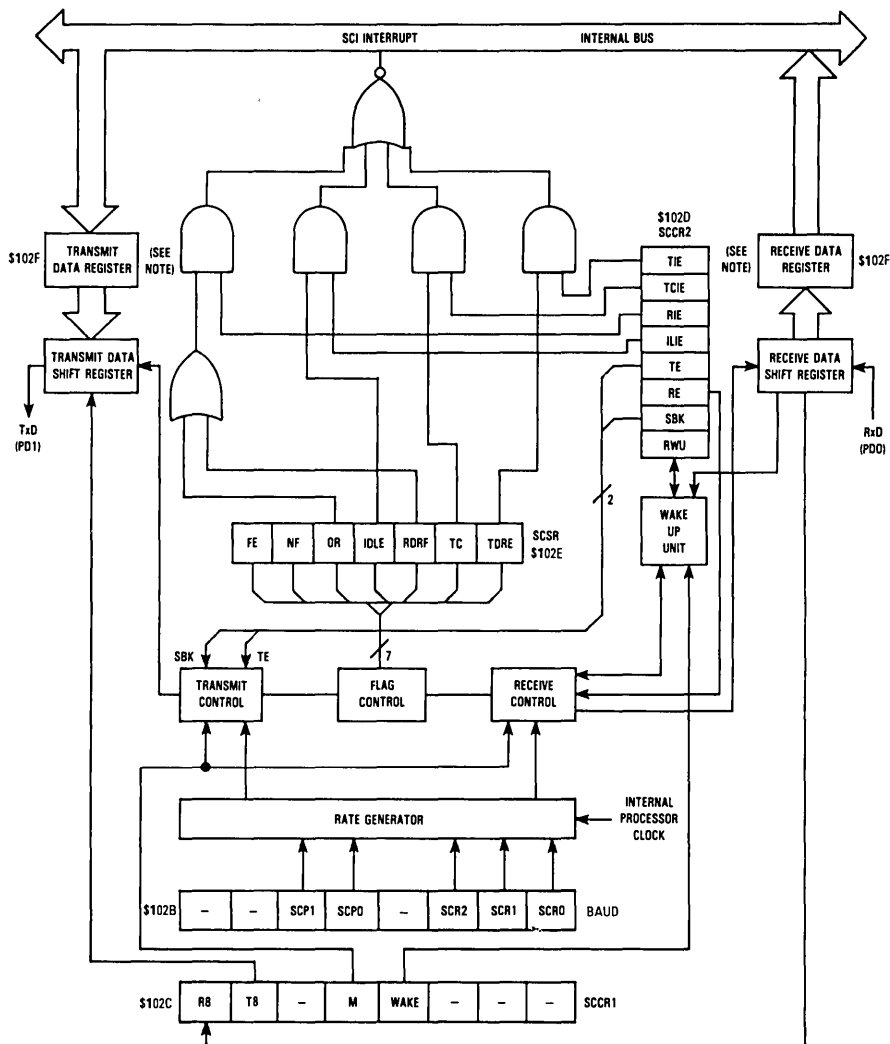 SCI INTERRUPT INTERNAL BUS
$102F
TRANSMIT
DATA REGISTER
(SEE
NOTE)
$102D
SCCR2
(SEE
NOTE)
RECEIVE DATA
REGISTER
$102F
TIE
TCIE
RIE
ILIE
TE
RE
SBK
RWU
TRANSMIT DATA
SHIFT REGISTER
RECEIVE DATA
SHIFT REGISTER
TxD
(PD1)
RxD
(PD0)
2
WAKE
UP
UNIT
FE NF OR IDLE RDRF TC TDRE
SCSR
$102E
7
SBK TE
TRANSMIT
CONTROL
FLAG
CONTROL
RECEIVE
CONTROL
RATE GENERATOR
INTERNAL
PROCESSOR
CLOCK
$102B – – SCP1 SCP0 – SCR2 SCR1 SCR0 BAUD
$102C R8 T8 – M WAKE – – – SCCR1